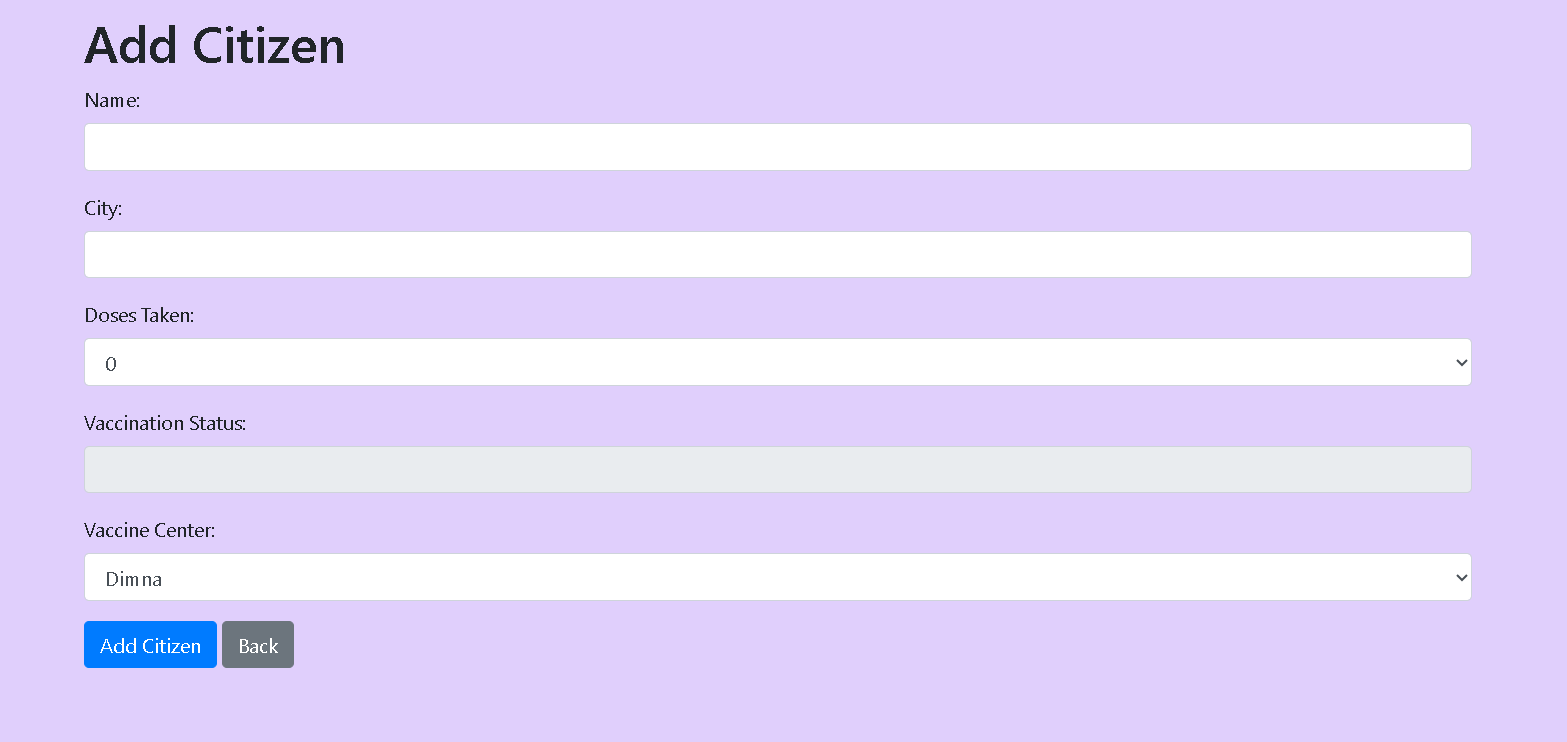 Add Citizen
Name:
City:
Doses Taken:
0
Vaccination Status:
Vaccine Center:
Dimna
Add Citizen Back